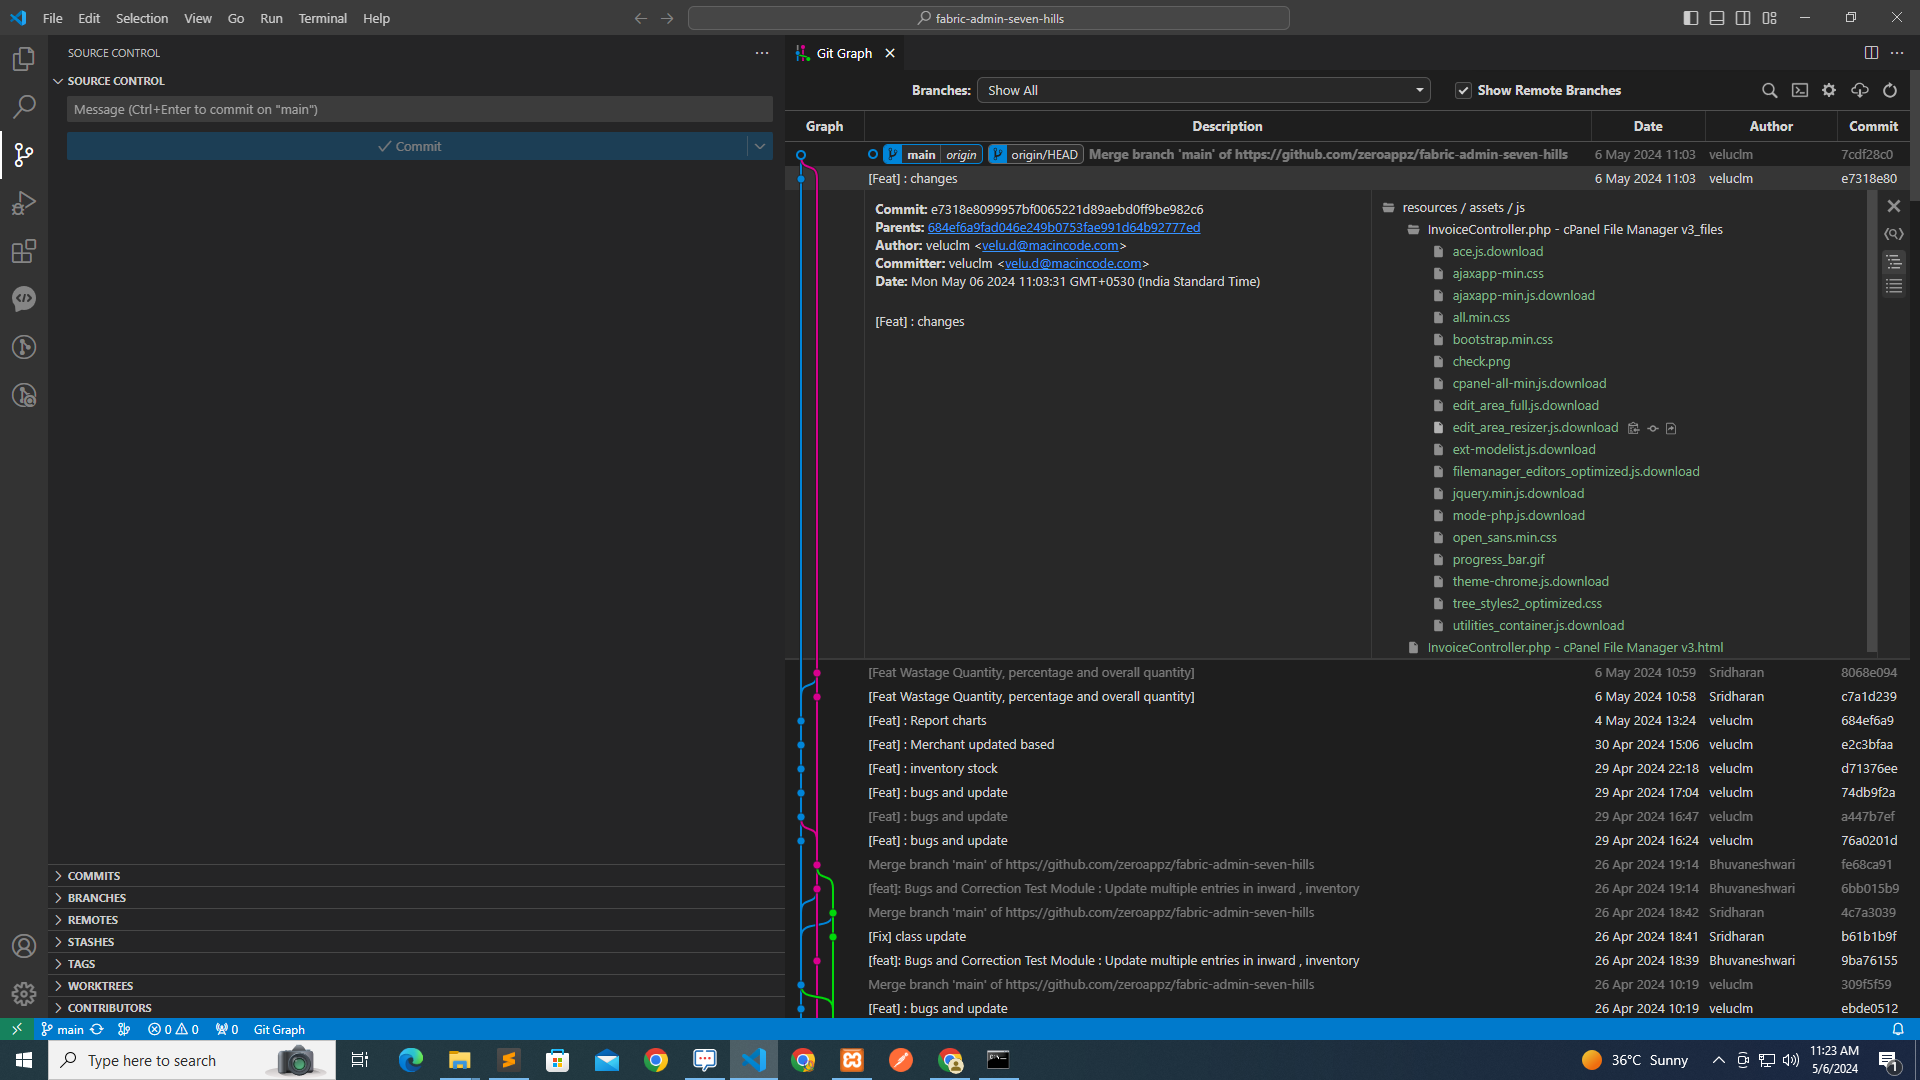 File Edit Selection View Go Run Terminal Help
fabric-admin-seven-hills
SOURCE CONTROL
SOURCE CONTROL
Message (Ctrl+Enter to commit on "main")
Commit
COMMITS
BRANCHES
REMOTES
STASHES
TAGS
WORKTREES
CONTRIBUTORS
Git Graph
Branches: Show All Show Remote Branches
Graph Description Date Author Commit
main origin origin/HEAD Merge branch 'main' of https://github.com/zeroappz/fabric-admin-seven-hills 6 May 2024 11:03 veluclm 7cdf28c0
[Feat] : changes 6 May 2024 11:03 veluclm e7318e80
Commit: e7318e8099957bf0065221d89aebd0ff9be982c6
Parents: 684ef6a9fad046e249b0753fae991d64b92777ed
Author: veluclm <velu.d@macincode.com>
Committer: veluclm <velu.d@macincode.com>
Date: Mon May 06 2024 11:03:31 GMT+0530 (India Standard Time)
[Feat] : changes
resources / assets / js
InvoiceController.php - cPanel File Manager v3_files
ace.js.download
ajaxapp-min.css
ajaxapp-min.js.download
all.min.css
bootstrap.min.css
check.png
cpanel-all-min.js.download
edit_area_full.js.download
edit_area_resizer.js.download
ext-modelist.js.download
filemanager_editors_optimized.js.download
jquery.min.js.download
mode-php.js.download
open_sans.min.css
progress_bar.gif
theme-chrome.js.download
tree_styles2_optimized.css
utilities_container.js.download
InvoiceController.php - cPanel File Manager v3.html
[Feat Wastage Quantity, percentage and overall quantity] 6 May 2024 10:59 Sridharan 8068e094
[Feat Wastage Quantity, percentage and overall quantity] 6 May 2024 10:58 Sridharan c7a1d239
[Feat] : Report charts 4 May 2024 13:24 veluclm 684ef6a9
[Feat] : Merchant updated based 30 Apr 2024 15:06 veluclm e2c3bfaa
[Feat] : inventory stock 29 Apr 2024 22:18 veluclm d71376ee
[Feat] : bugs and update 29 Apr 2024 17:04 veluclm 74db9f2a
[Feat] : bugs and update 29 Apr 2024 16:47 veluclm a447b7ef
[Feat] : bugs and update 29 Apr 2024 16:24 veluclm 76a0201d
Merge branch 'main' of https://github.com/zeroappz/fabric-admin-seven-hills 26 Apr 2024 19:14 Bhuvaneshwari fe68ca91
[feat]: Bugs and Correction Test Module : Update multiple entries in inward , inventory 26 Apr 2024 19:14 Bhuvaneshwari 6bb015b9
Merge branch 'main' of https://github.com/zeroappz/fabric-admin-seven-hills 26 Apr 2024 18:42 Sridharan 4c7a3039
[Fix] class update 26 Apr 2024 18:41 Sridharan b61b1b9f
[feat]: Bugs and Correction Test Module : Update multiple entries in inward , inventory 26 Apr 2024 18:39 Bhuvaneshwari 9ba76155
Merge branch 'main' of https://github.com/zeroappz/fabric-admin-seven-hills 26 Apr 2024 10:19 veluclm 309f5f59
[Feat] : bugs and update 26 Apr 2024 10:19 veluclm ebde0512
main 0 0 0 Git Graph
Type here to search
36°C Sunny
11:23 AM
5/6/2024
1